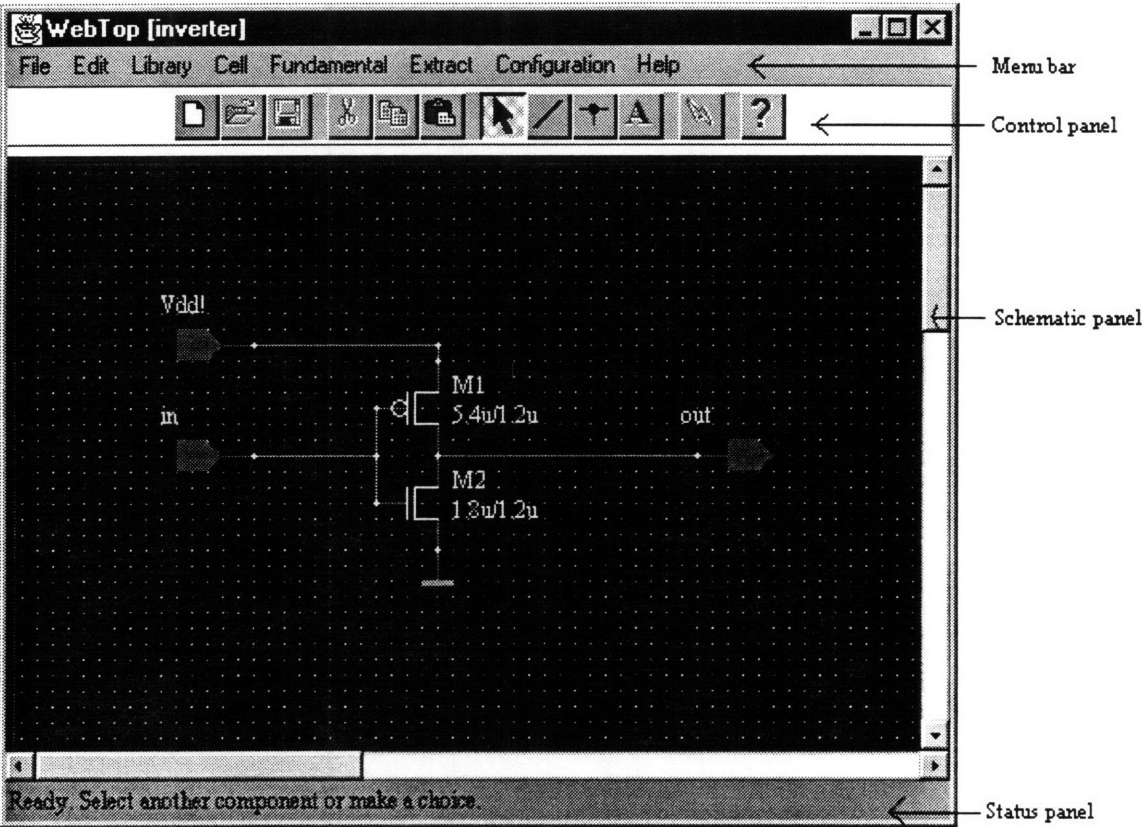 WebTop [inverter]
File Edit Library Cell Fundamental Extract Configuration Help
Menu bar
A ?
Control panel
Vdd!
Schematic panel
M1
5.4u/1.2u
in
out
M2
1.8u/1.2u
Ready. Select another component or make a choice.
Status panel